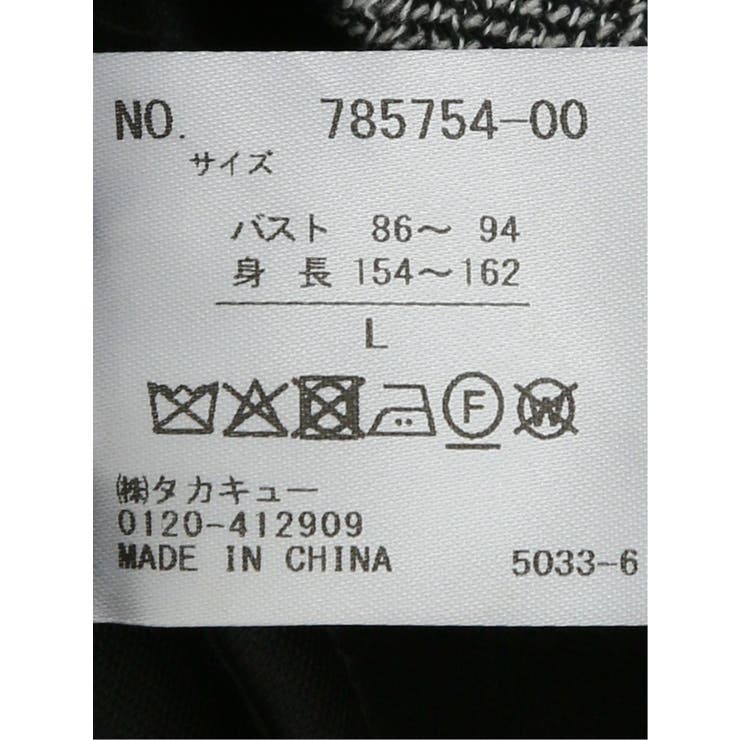 NO. 785754-00
サイズ
バスト 86〜 94
身 長 154〜162
L
F W
㈱タカキュー
0120-412909
MADE IN CHINA 5033-6